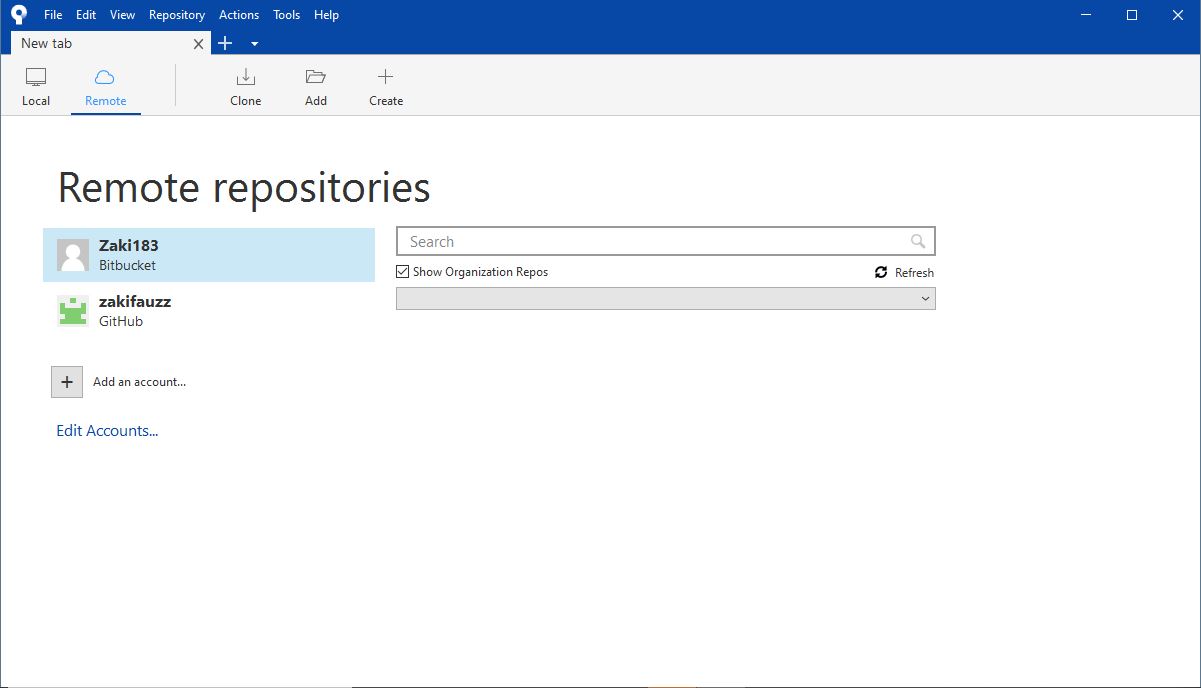 File Edit View Repository Actions Tools Help
New tab
Local Remote Clone Add Create
Remote repositories
Zaki183
Bitbucket
zakifauzz
GitHub
Add an account...
Edit Accounts...
Search
Show Organization Repos Refresh